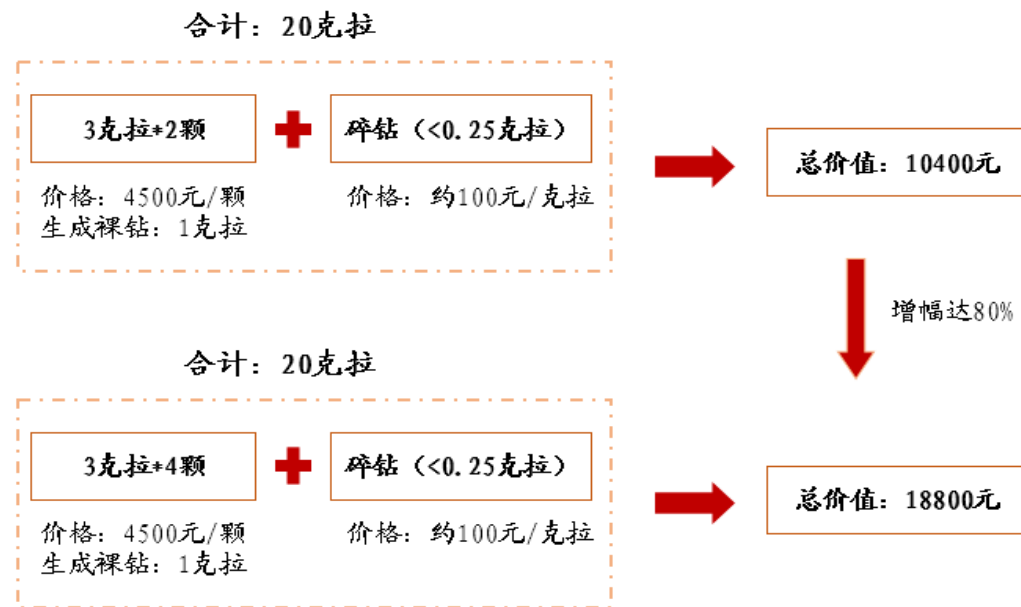 合计：20克拉
3克拉*2颗
碎钻（<0.25克拉）
总价值：10400元
价格：4500元/颗
生成裸钻：1克拉
价格：约100元/克拉
增幅达80%
合计：20克拉
3克拉*4颗
碎钻（<0.25克拉）
总价值：18800元
价格：4500元/颗
生成裸钻：1克拉
价格：约100元/克拉